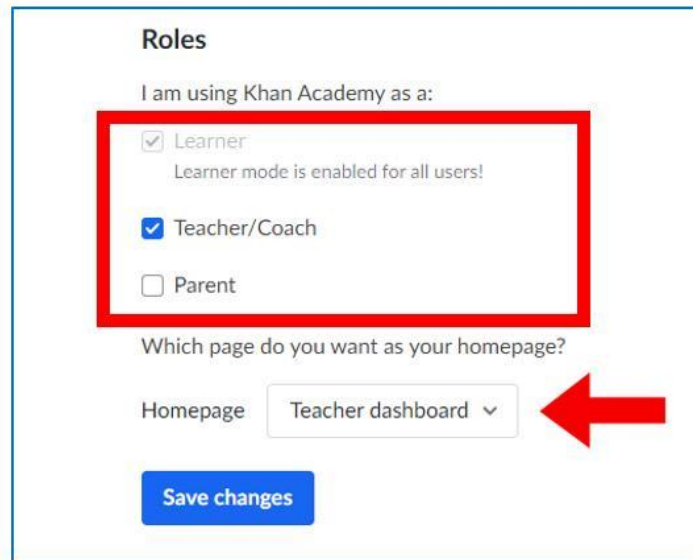 Roles
I am using Khan Academy as a:
Learner
Learner mode is enabled for all users!
Teacher/Coach
Parent
Which page do you want as your homepage?
Homepage Teacher dashboard
Save changes